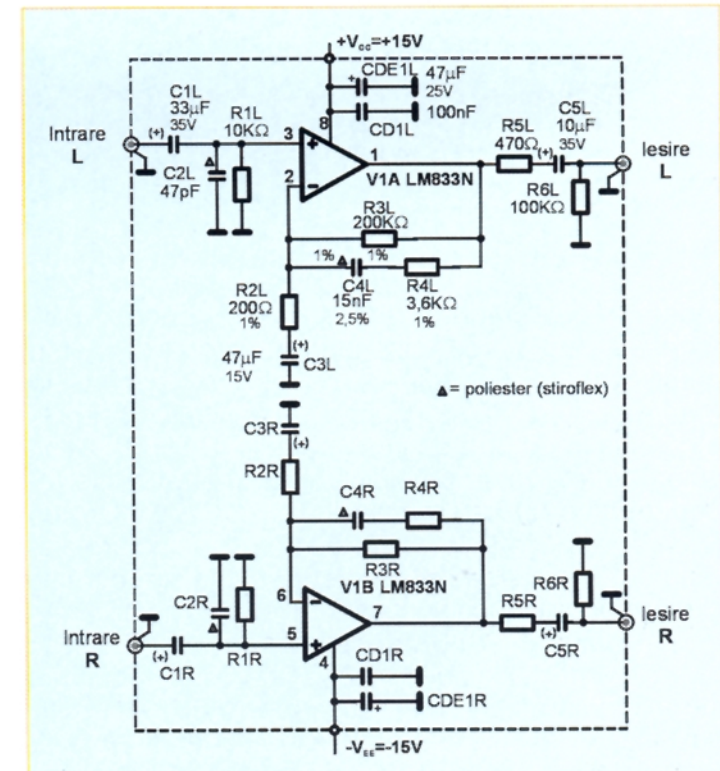 +Vcc=+15V
C1L
33µF
35V
R1L
10KΩ
CDE1L
47µF
25V
CD1L
100nF
8
C5L
10µF
35V
R5L
470Ω
Intrare
L
(+)
3
+
1
(+)
Iesire
L
C2L
47pF
2
−
V1A LM833N
R6L
100KΩ
R3L
200KΩ
1%
1%
C4L
15nF
2,5%
R4L
3,6KΩ
1%
R2L
200Ω
1%
(+)
47µF
15V
C3L
= poliester (stiroflex)
C3R
(+)
R2R
C4R
R4R
R3R
V1B LM833N
6
−
7
5
+
4
C2R
R6R
R5R
Intrare
R
(+)
C1R
R1R
CD1R
CDE1R
(+)
C5R
Iesire
R
+
-VEE=-15V